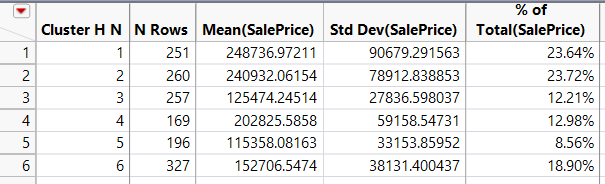 % of
Cluster H N N Rows Mean(SalePrice) Std Dev(SalePrice) Total(SalePrice)
1 1 251 248736.97211 90679.291563 23.64%
2 2 260 240932.06154 78912.838853 23.72%
3 3 257 125474.24514 27836.598037 12.21%
4 4 169 202825.5858 59158.54731 12.98%
5 5 196 115358.08163 33153.85952 8.56%
6 6 327 152706.5474 38131.400437 18.90%